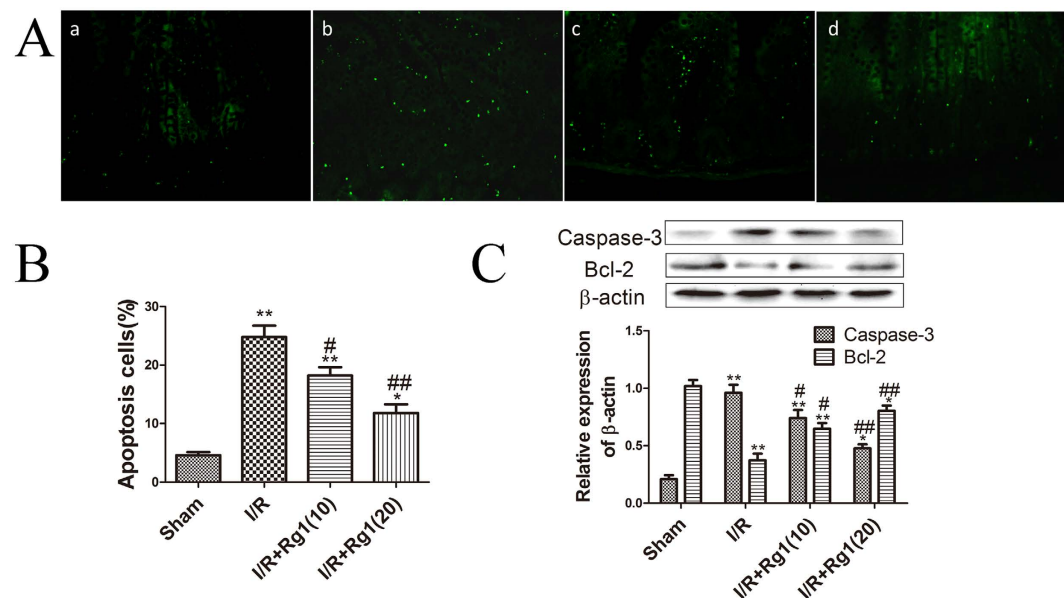 A
a
b
c
d
B
Apoptosis cells(%)
30
20
10
0
**
#
**
##
*
Sham
I/R
I/R+Rg1(10)
I/R+Rg1(20)
C
Caspase-3
Bcl-2
β-actin
Relative expression
of β-actin
1.5
1.0
0.5
0.0
Caspase-3
Bcl-2
**
**
#
**
#
**
##
*
##
*
Sham
I/R
I/R+Rg1(10)
I/R+Rg1(20)